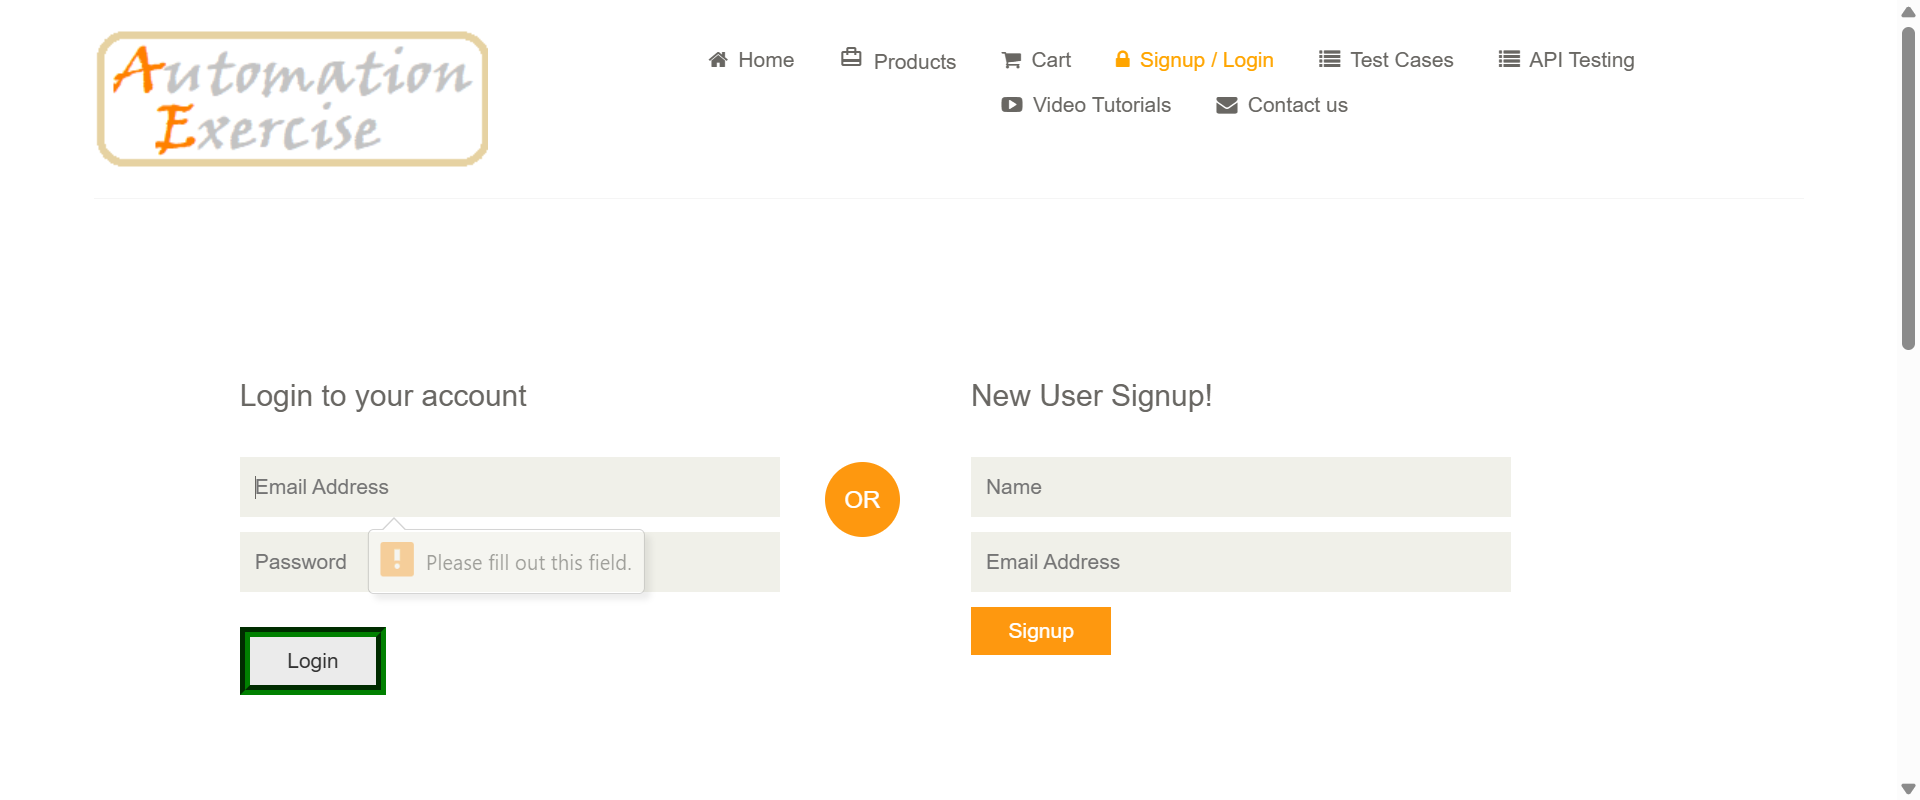 Automation
Exercise
Home
Products
Cart
Signup / Login
Test Cases
API Testing
Video Tutorials
Contact us
Login to your account
Email Address
Password
Please fill out this field.
Login
OR
New User Signup!
Name
Email Address
Signup